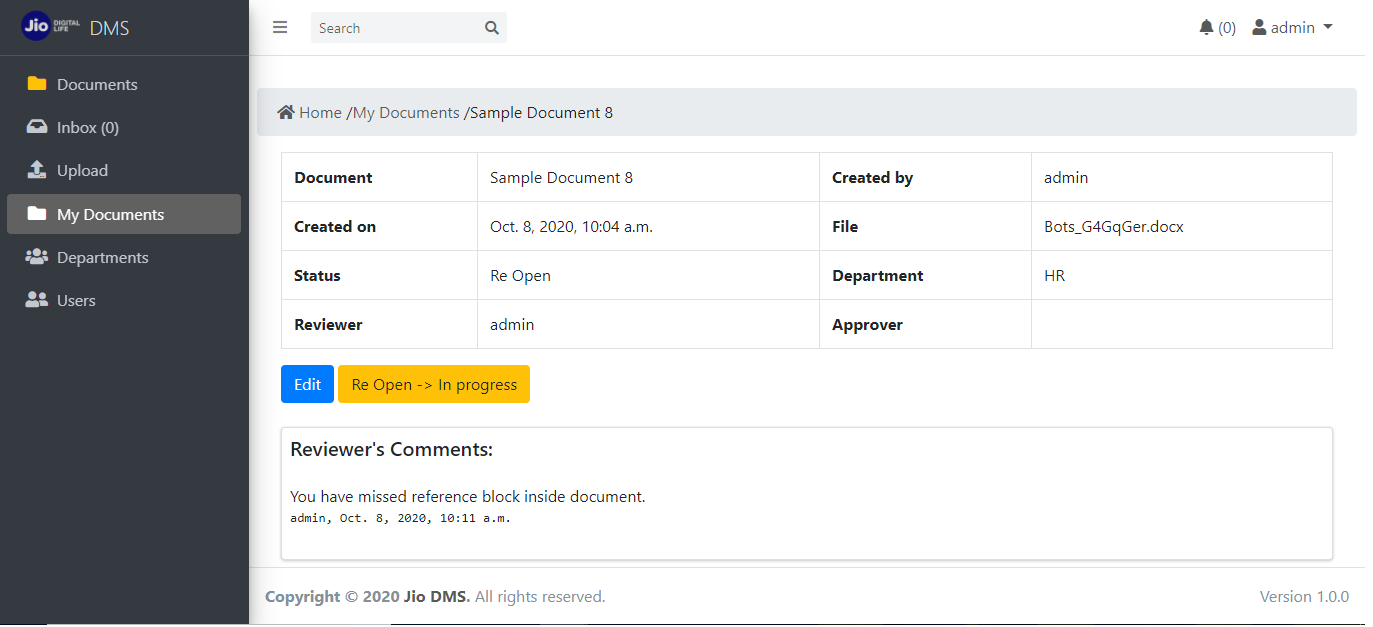 Jio DIGITAL LIFE DMS
Search
(0) admin
Documents
Inbox (0)
Upload
My Documents
Departments
Users
Home /My Documents /Sample Document 8
Document Sample Document 8 Created by admin
Created on Oct. 8, 2020, 10:04 a.m. File Bots_G4GqGer.docx
Status Re Open Department HR
Reviewer admin Approver
Edit Re Open -> In progress
Reviewer's Comments:
You have missed reference block inside document.
admin, Oct. 8, 2020, 10:11 a.m.
Copyright © 2020 Jio DMS. All rights reserved. Version 1.0.0